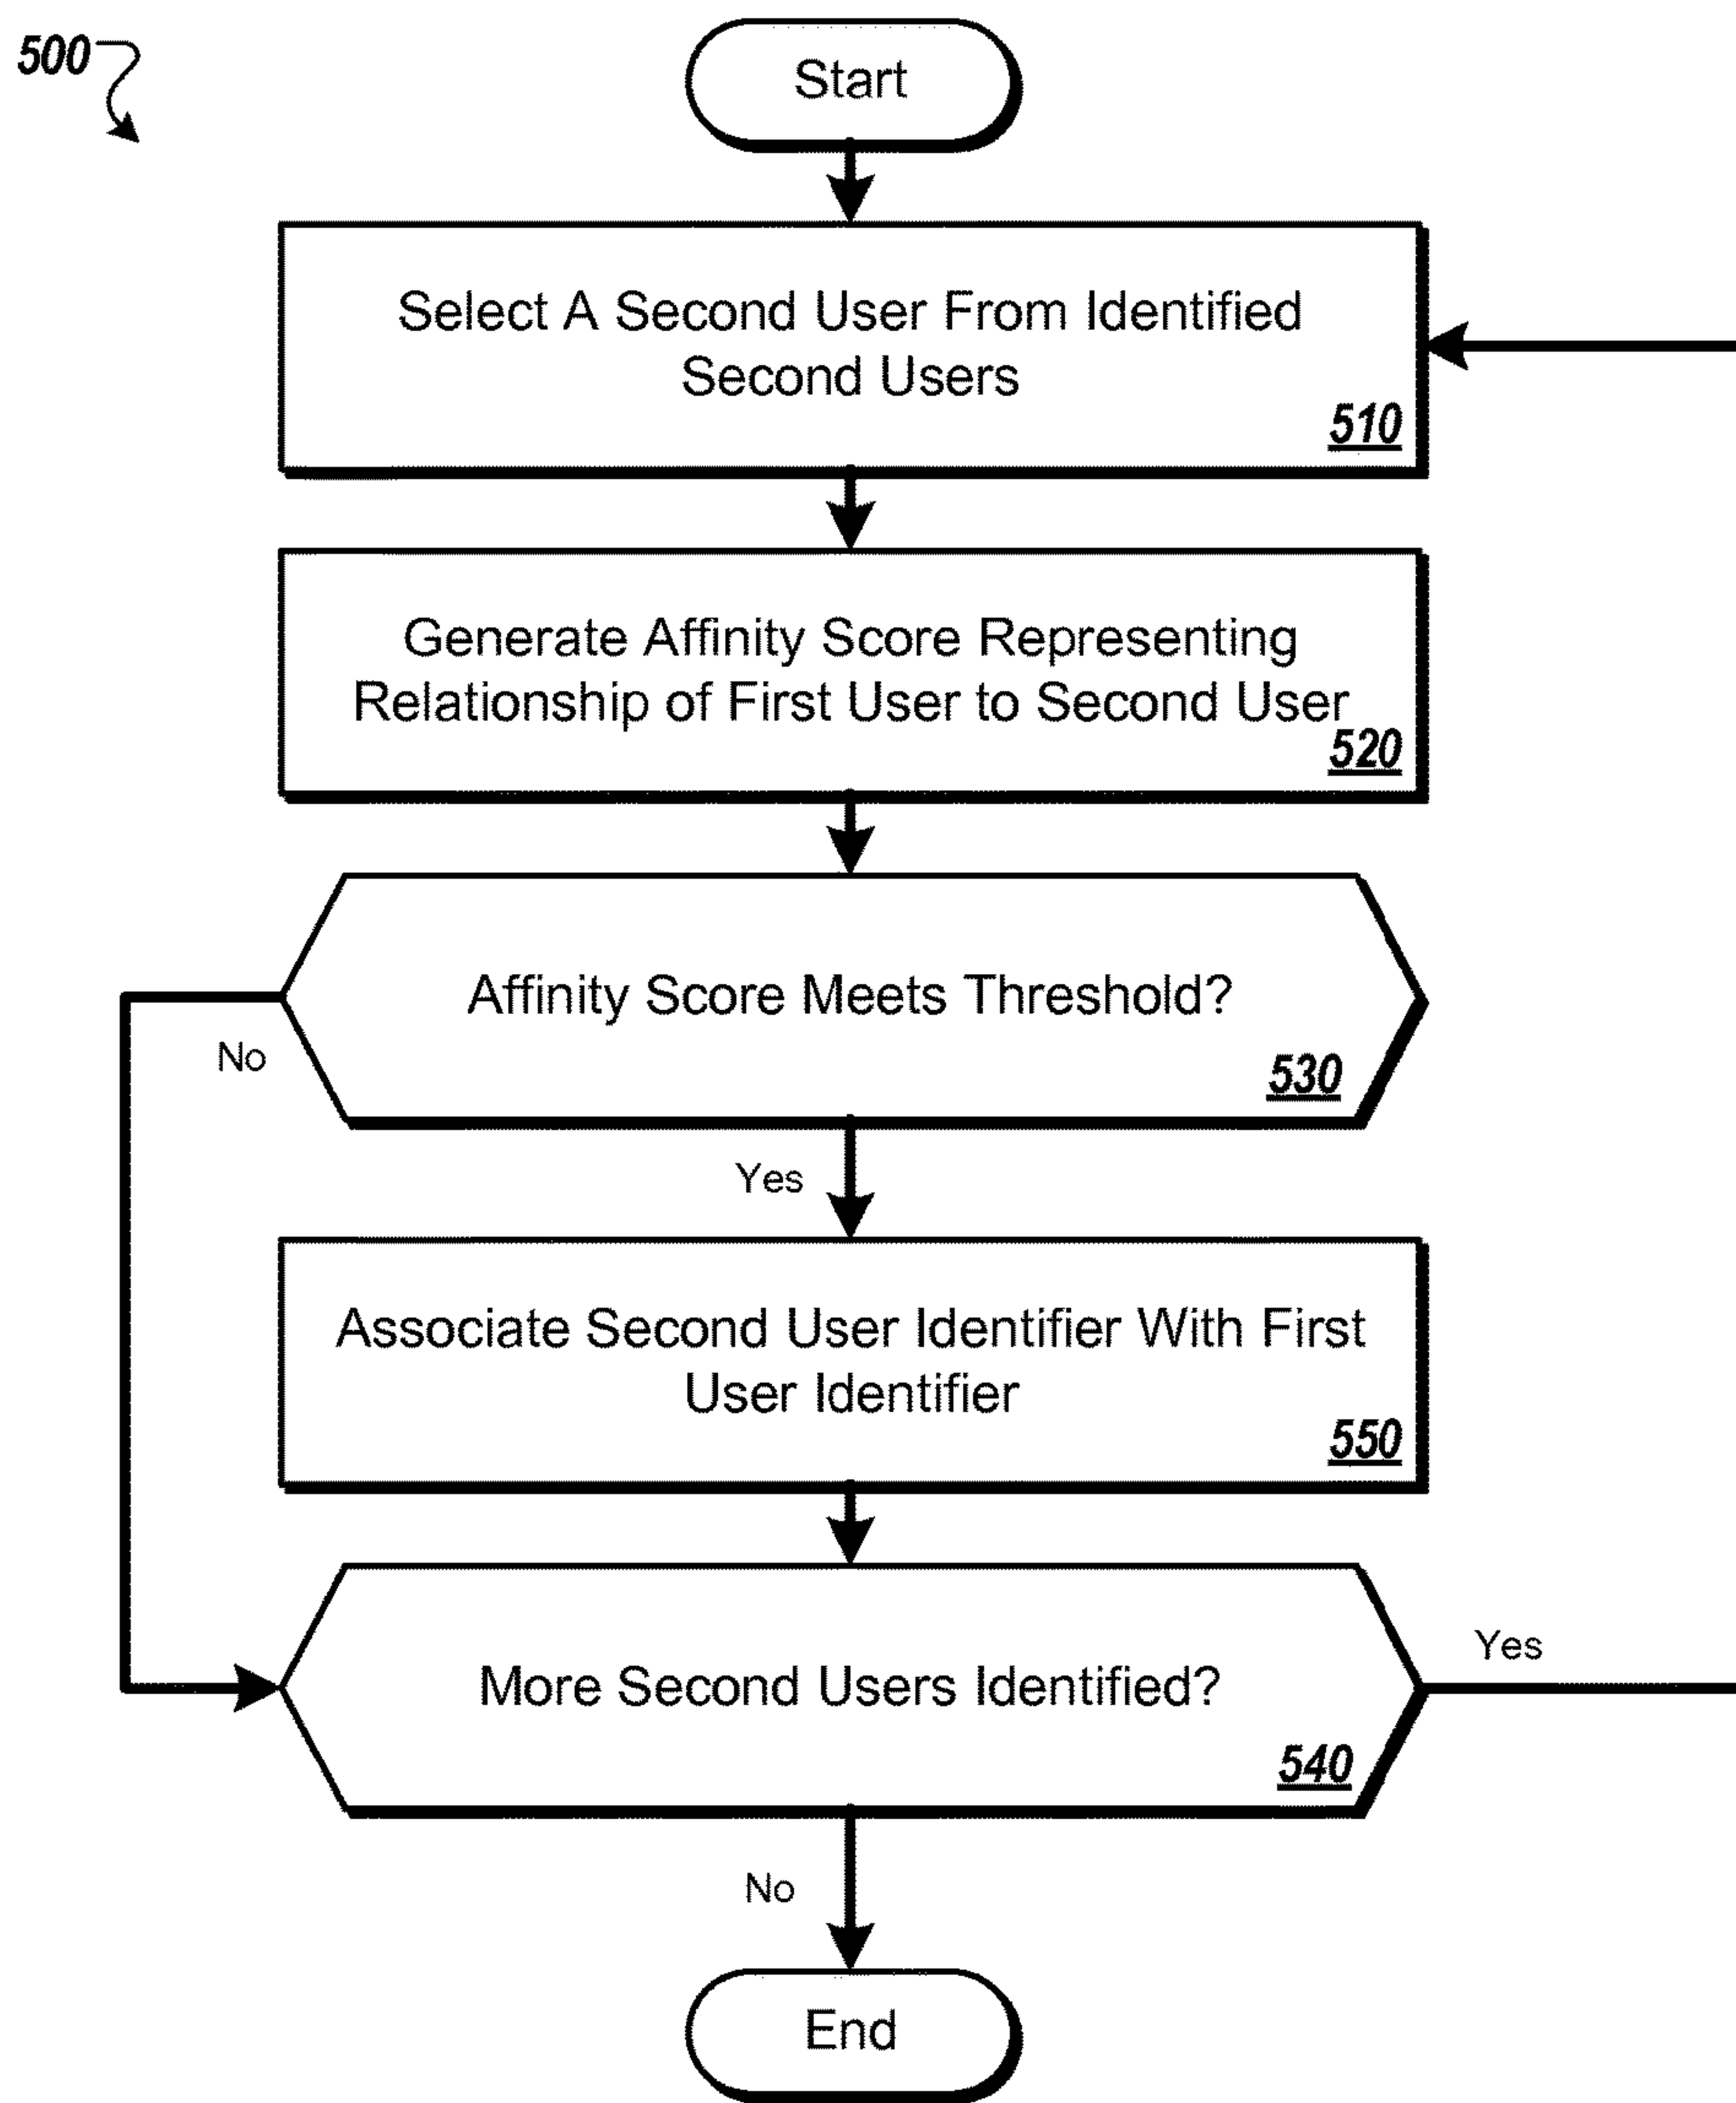 500
Start
Select A Second User From Identified
Second Users
510
Generate Affinity Score Representing
Relationship of First User to Second User
520
Affinity Score Meets Threshold?
No
530
Yes
Associate Second User Identifier With First
User Identifier
550
More Second Users Identified?
Yes
540
No
End